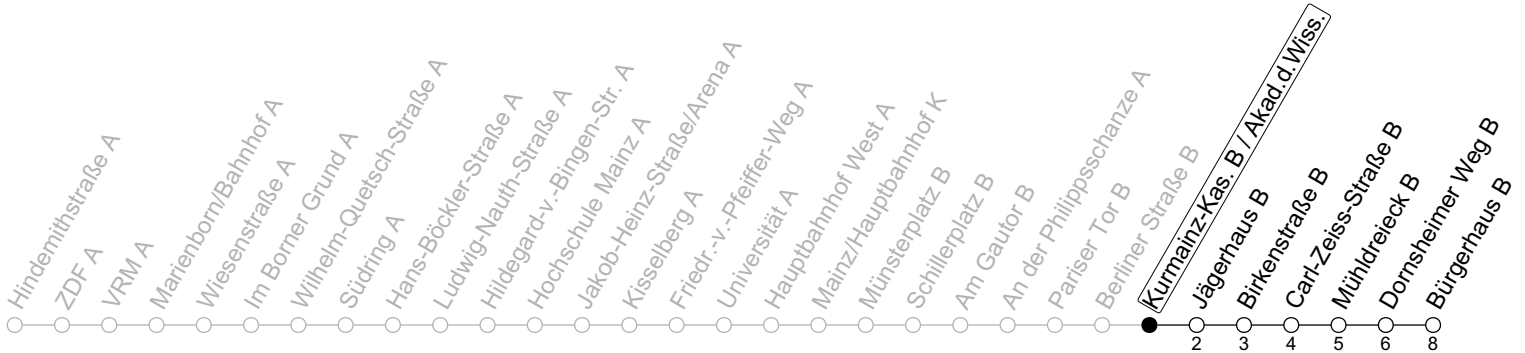 Hindemithstraße A
ZDF A
VRM A
Marienborn/Bahnhof A
Wiesenstraße A
Im Borner Grund A
Wilhelm-Quetsch-Straße A
Südring A
Hans-Böckler-Straße A
Ludwig-Nauth-Straße A
Hildegard-v.-Bingen-Str. A
Hochschule Mainz A
Jakob-Heinz-Straße/Arena A
Kisselberg A
Friedr.-v.-Pfeiffer-Weg A
Universität A
Hauptbahnhof West A
Mainz/Hauptbahnhof K
Münsterplatz B
Schillerplatz B
Am Gautor B
An der Philippsschanze A
Pariser Tor B
Berliner Straße B
Kurmainz-Kas. B / Akad.d.Wiss.
Jägerhaus B
Birkenstraße B
Carl-Zeiss-Straße B
Mühldreieck B
Dornsheimer Weg B
Bürgerhaus B
2 3 4 5 6 8